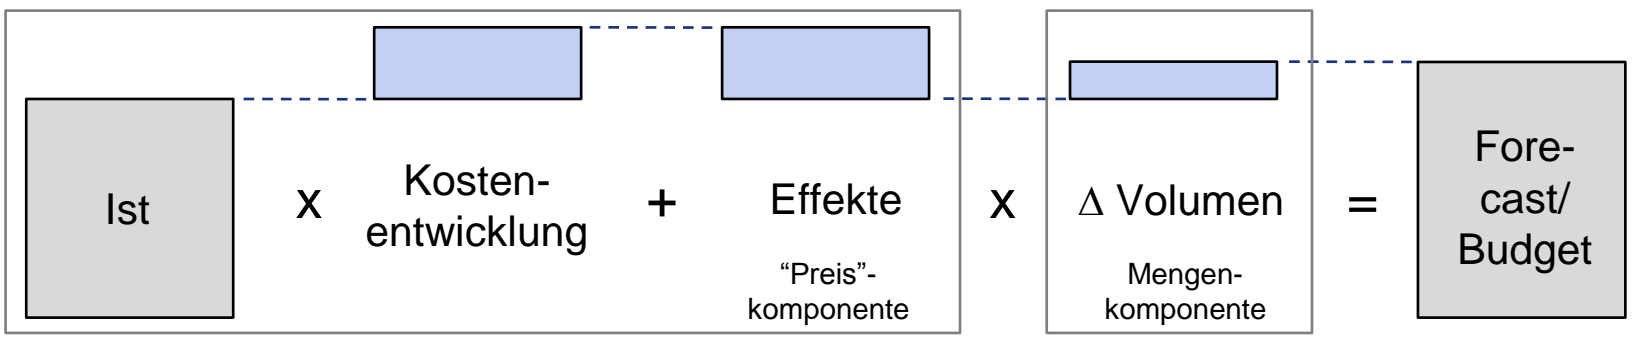 Ist
x
Kosten-
entwicklung
+
Effekte
“Preis”-
komponente
x
Δ Volumen
Mengen-
komponente
=
Fore-
cast/
Budget